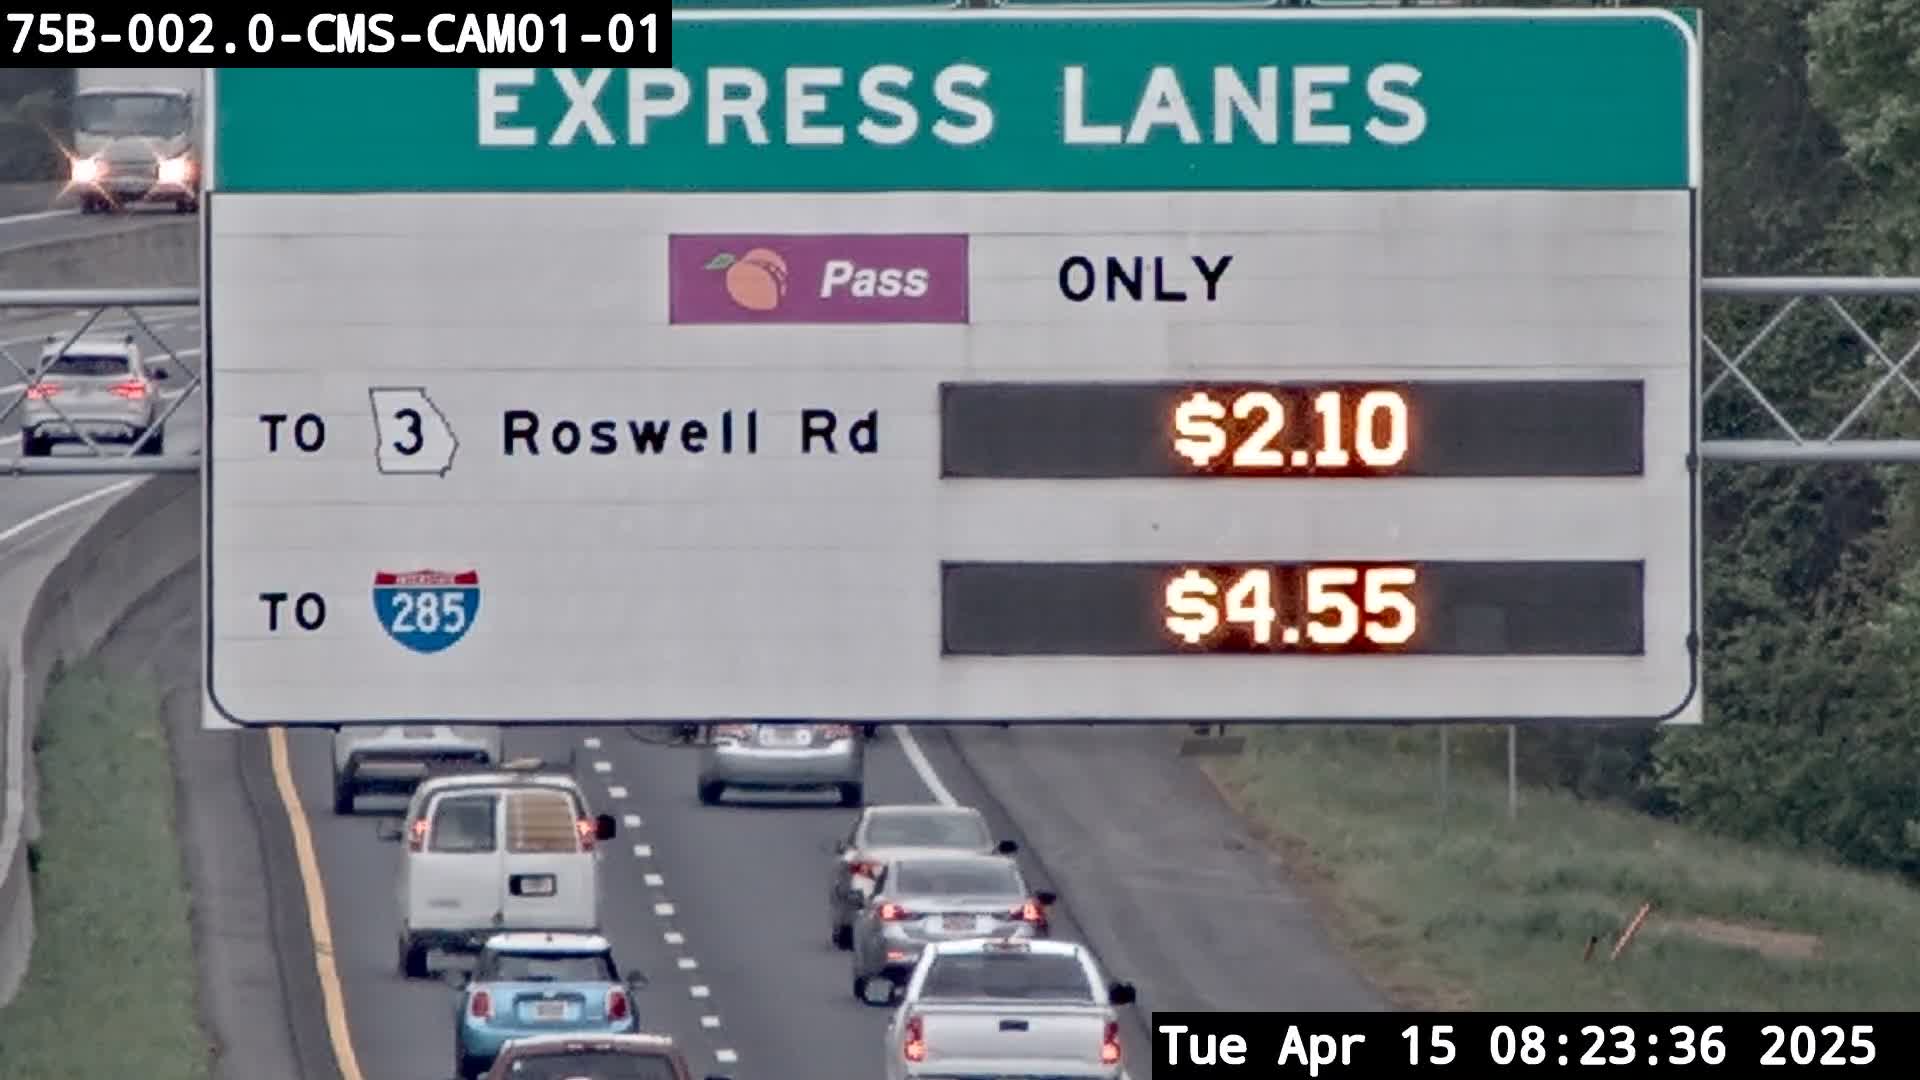 75B-002.0-CMS-CAM01-01
EXPRESS LANES
Pass ONLY
TO 3 Roswell Rd $2.10
TO 285 $4.55
Tue Apr 15 08:23:36 2025